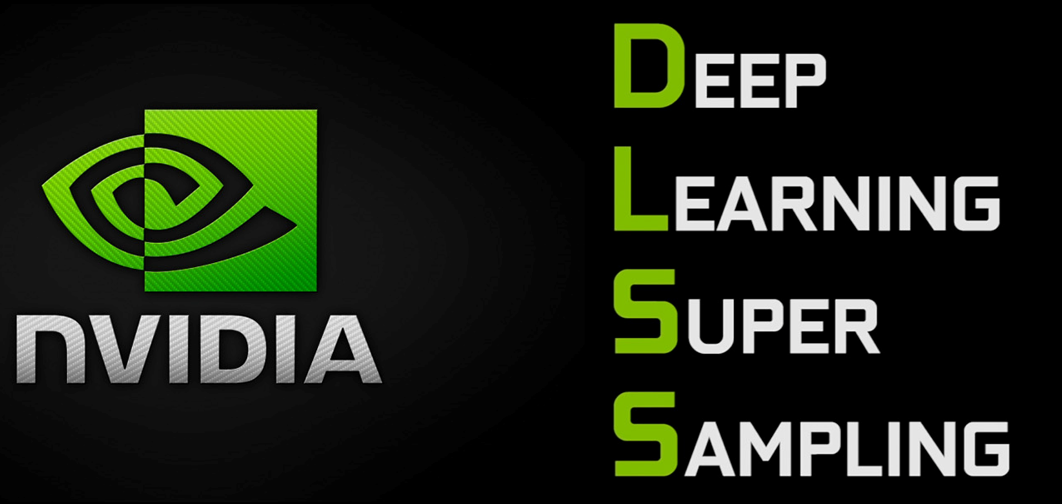 nVIDIA
DEEP
LEARNING
SUPER
SAMPLING